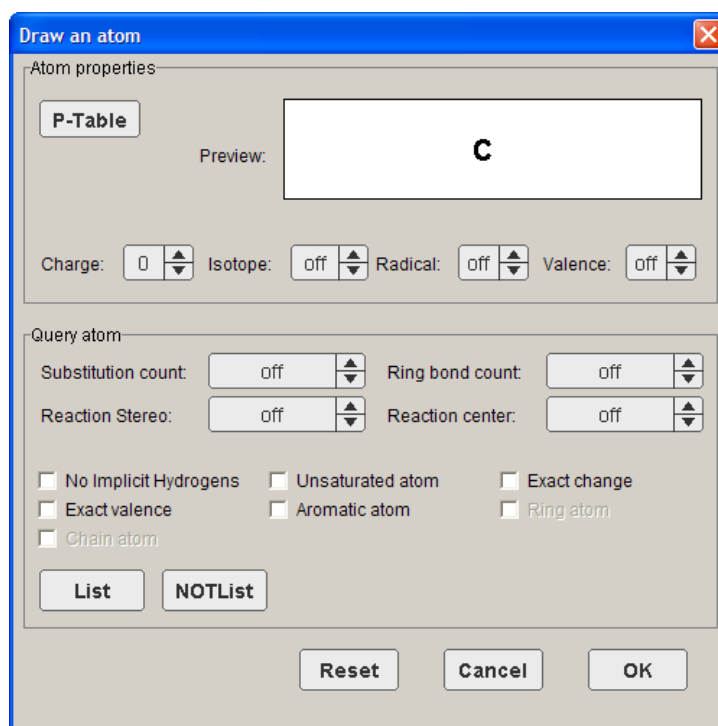 Draw an atom
Atom properties
P-Table
Preview: C
Charge: 0 Isotope: off Radical: off Valence: off
Query atom
Substitution count: off Ring bond count: off
Reaction Stereo: off Reaction center: off
No Implicit Hydrogens Unsaturated atom Exact change
Exact valence Aromatic atom Ring atom
Chain atom
List NOTList
Reset Cancel OK